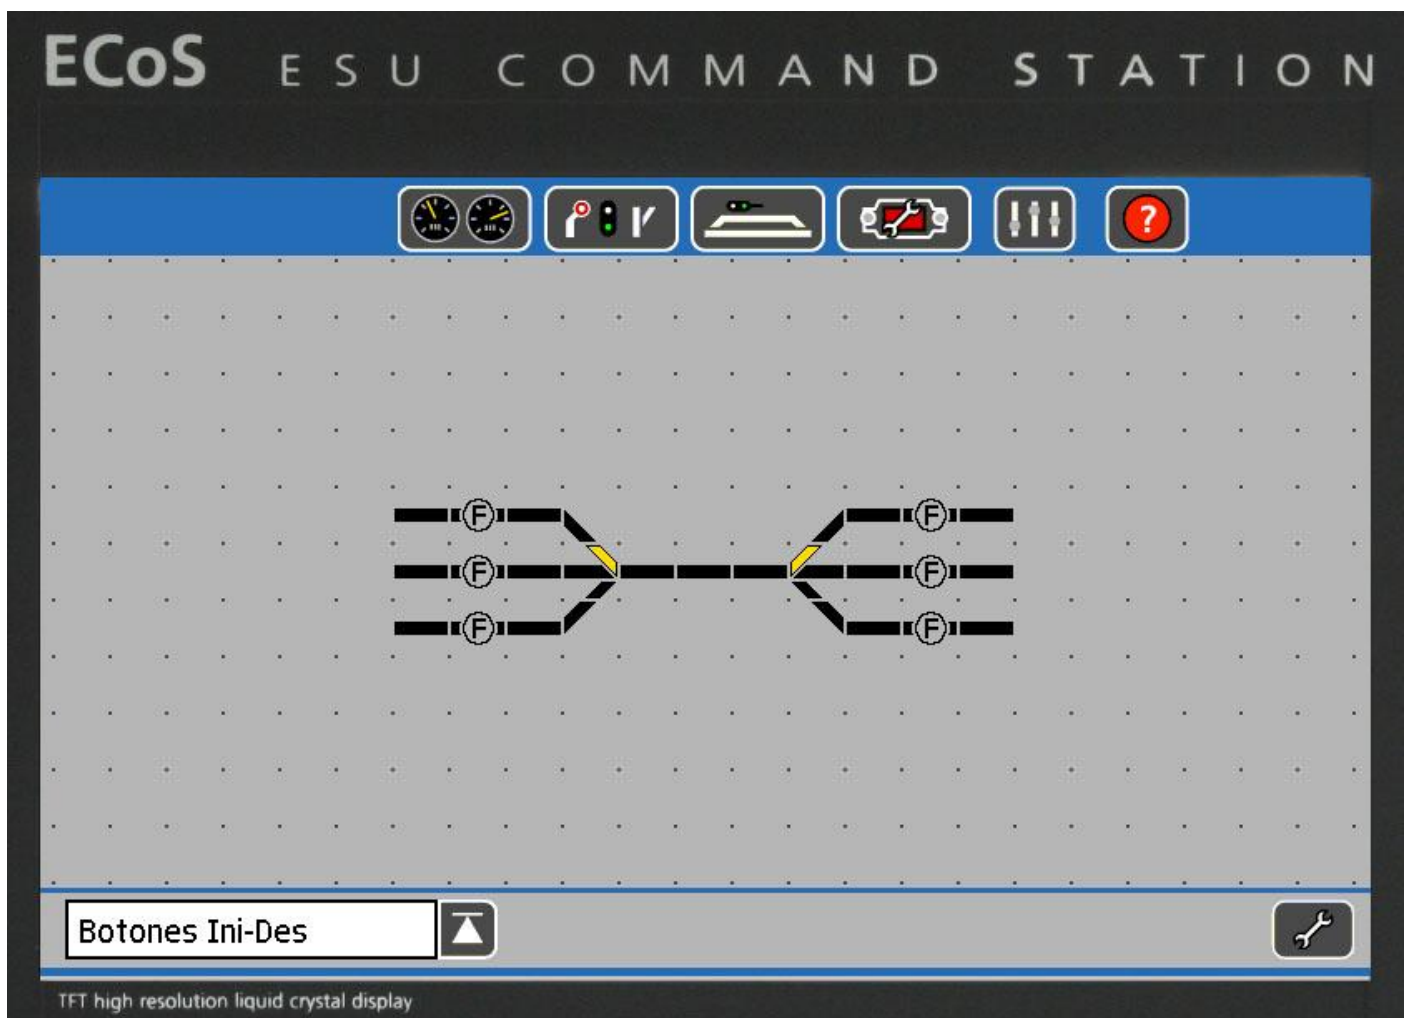 ECoS ESU COMMAND STATION
?
F F
F F
F F
Botones Ini-Des
TFT high resolution liquid crystal display